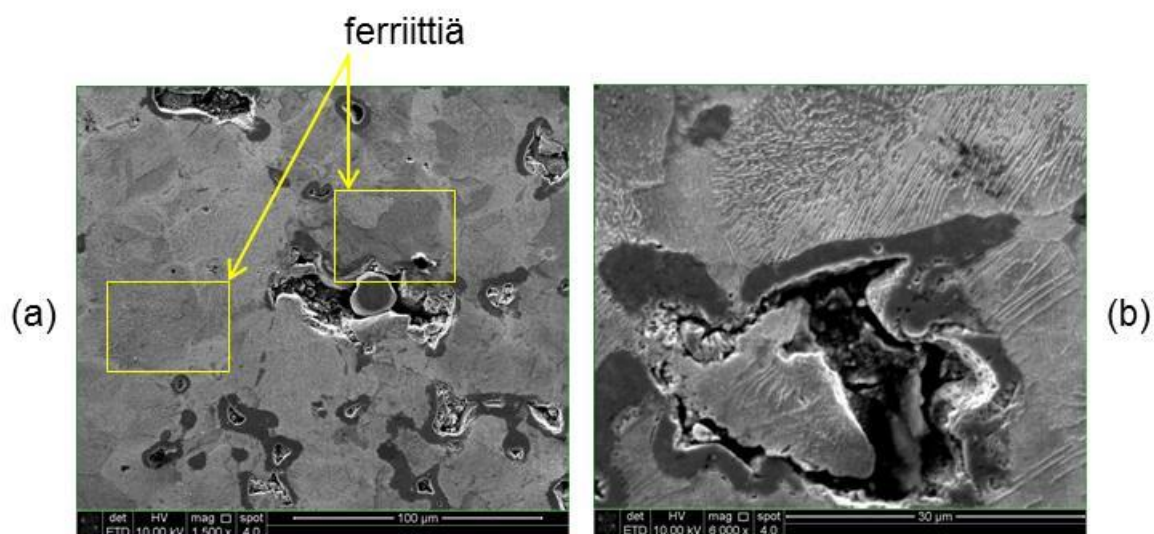 ferriittiä
(a)
(b)
det HV mag spot 100 µm
ETD 10.00 kV 1 500 x 4.0
det HV mag spot 30 µm
ETD 10.00 kV 6 000 x 4.0